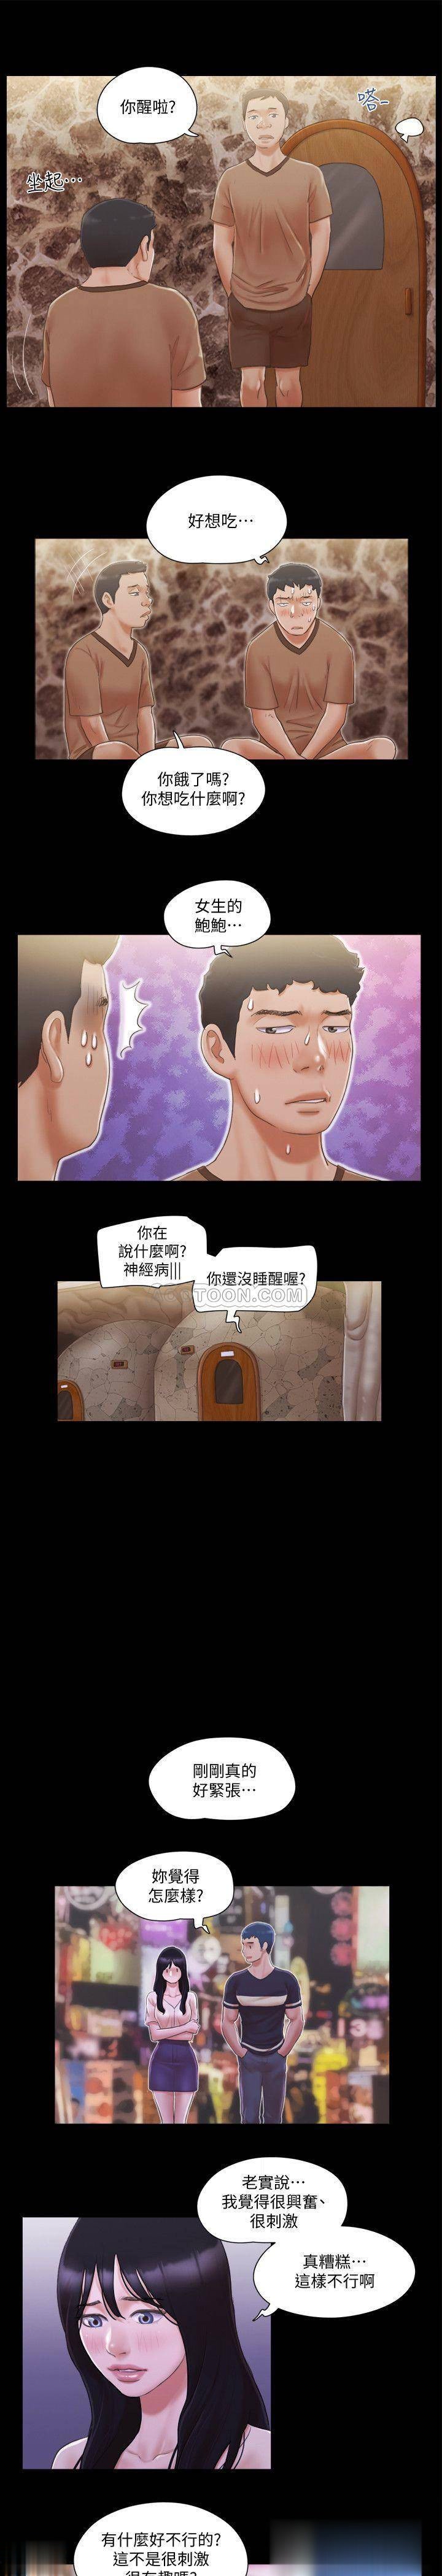 你醒啦?
嗒-
坐起…
好想吃…
你餓了嗎?
你想吃什麼啊?
女生的
鮑鮑…
你在
說什麼啊?
神經病|||
你還沒睡醒喔?
TOON.COM
剛剛真的
好緊張…
妳覺得
怎麼樣?
老實說…
我覺得很興奮、
很刺激
真糟糕…
這樣不行啊
有什麼好不行的?
這不是很刺激
很有趣嗎?